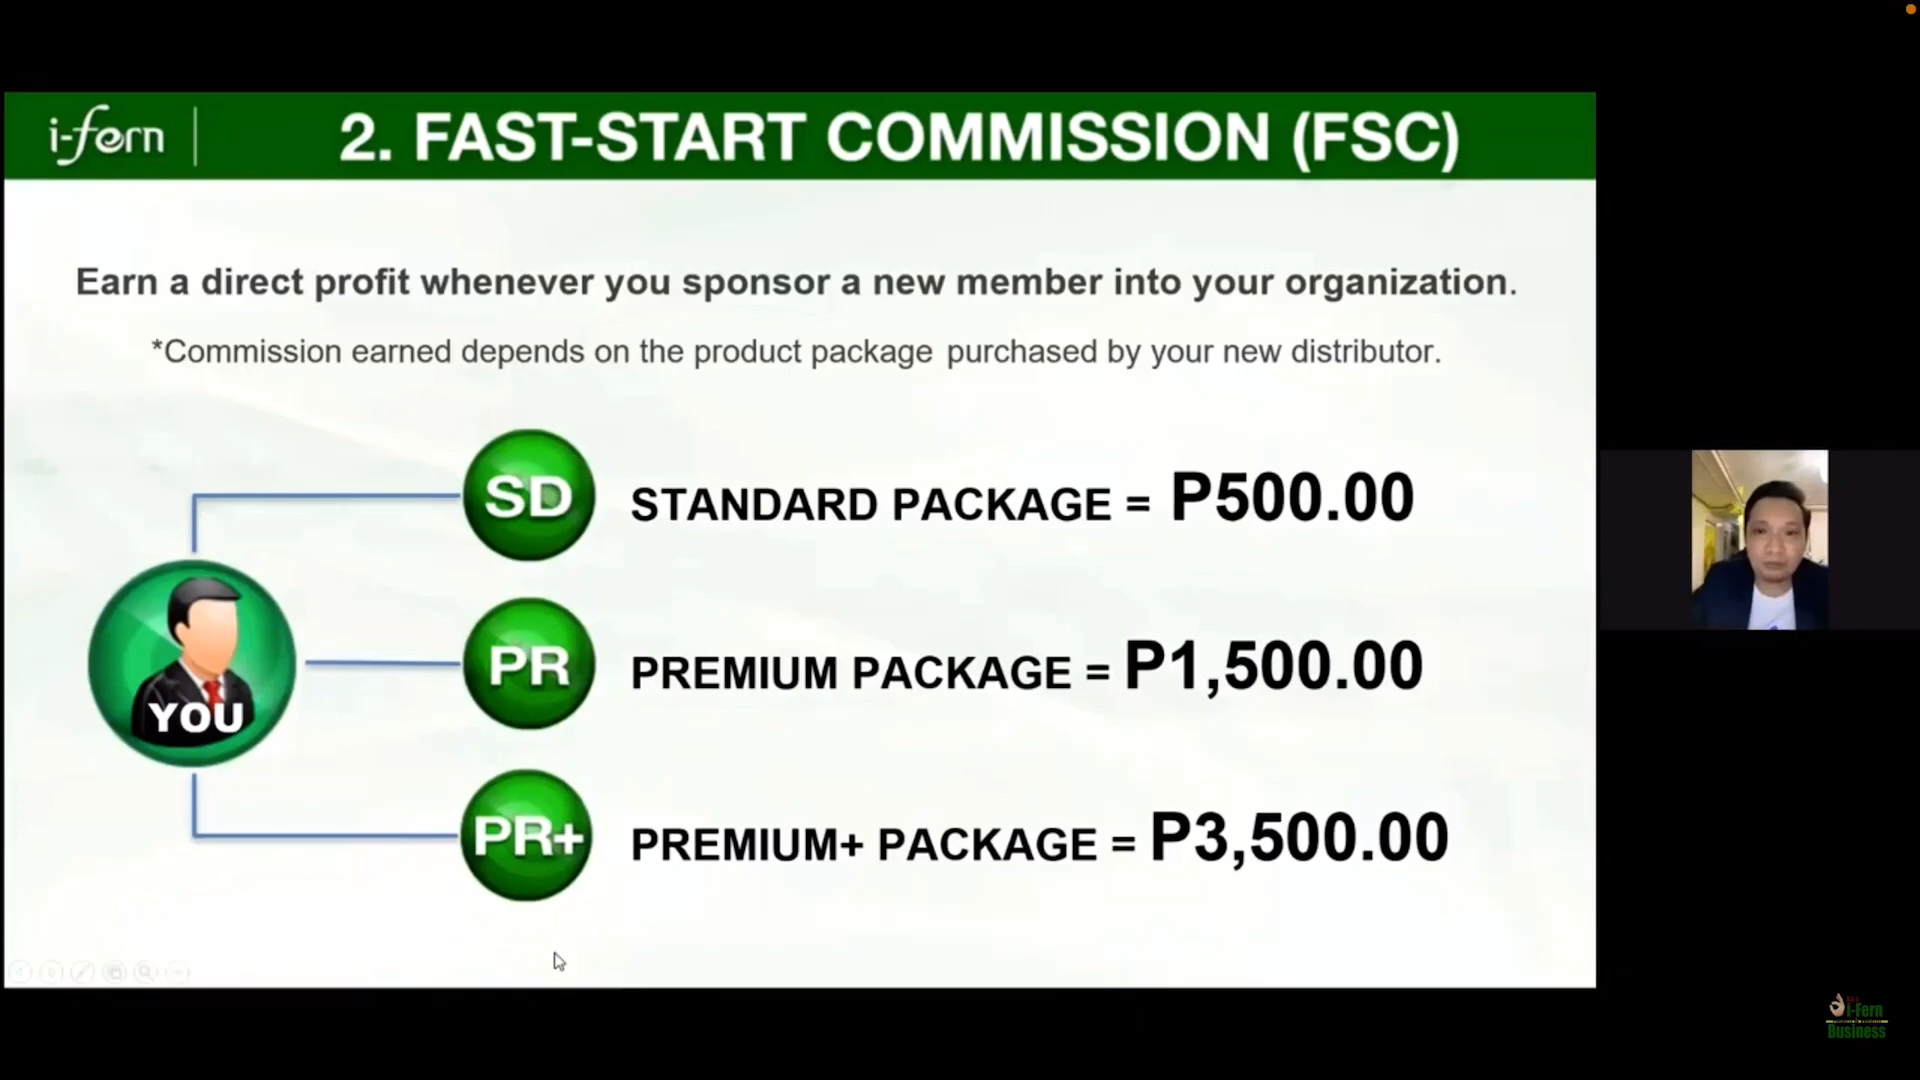 i-fern
2. FAST-START COMMISSION (FSC)
Earn a direct profit whenever you sponsor a new member into your organization.
*Commission earned depends on the product package purchased by your new distributor.
SD STANDARD PACKAGE = P500.00
YOU
PR PREMIUM PACKAGE = P1,500.00
PR+ PREMIUM+ PACKAGE = P3,500.00
i-Fern
Business